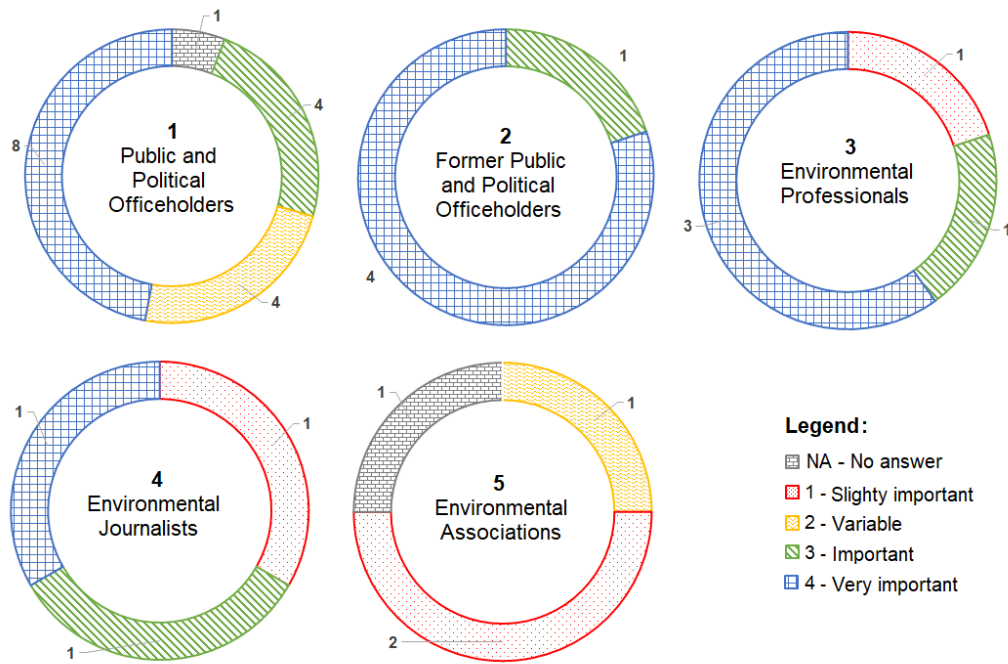 1
4
4
8
1
Public and
Political
Officeholders
1
4
2
Former Public
and Political
Officeholders
1
1
3
3
Environmental
Professionals
1
1
1
4
Environmental
Journalists
1
2
1
5
Environmental
Associations
Legend:
NA - No answer
1 - Slighty important
2 - Variable
3 - Important
4 - Very important